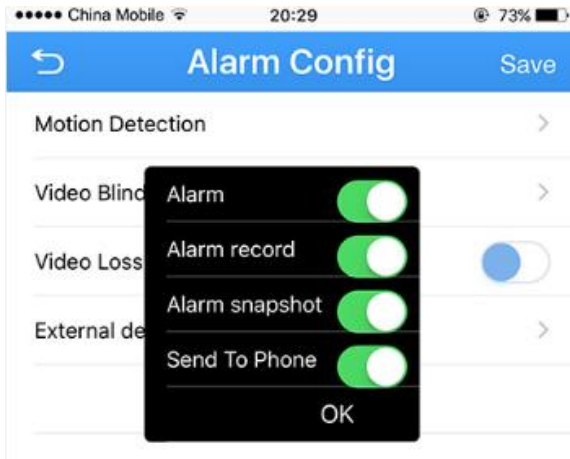 China Mobile 20:29 73%
Alarm Config Save
Motion Detection
Video Blind
Alarm
Alarm record
Video Loss
Alarm snapshot
External de
Send To Phone
OK